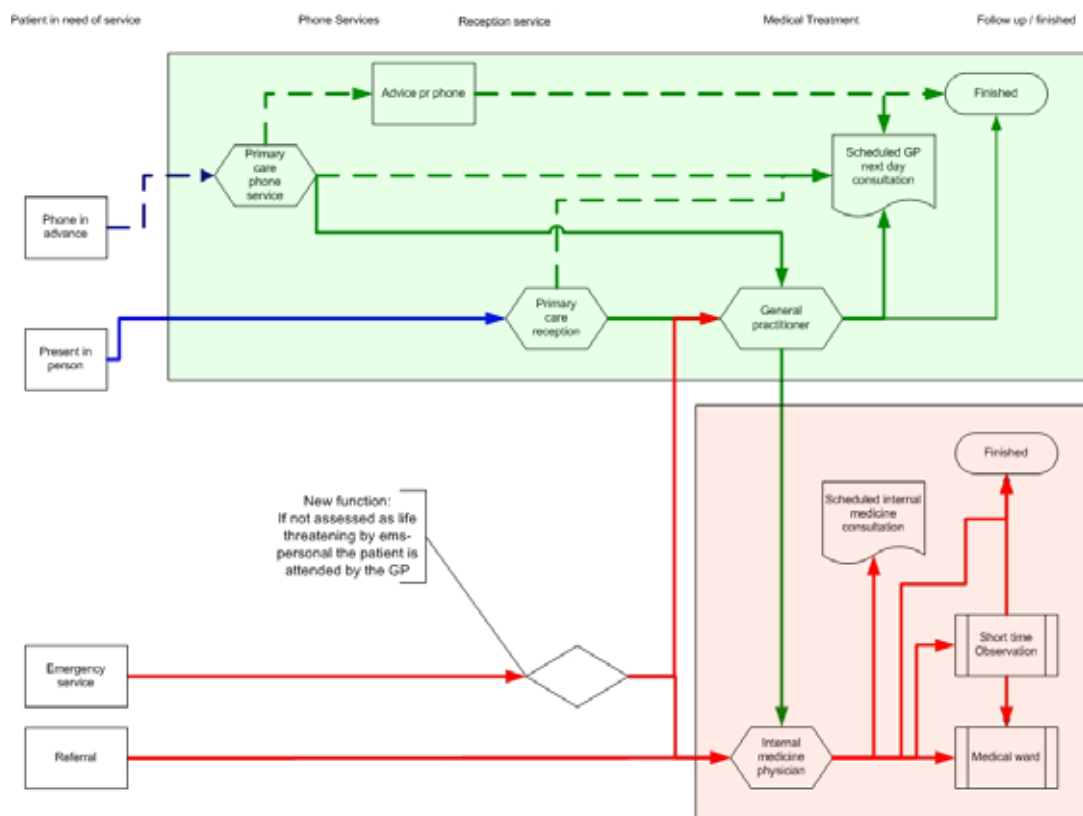 Patient in need of service
Phone Services
Reception service
Medical Treatment
Follow up / finished
Advice pr phone
Finished
Primary
care
phone
service
Scheduled GP
next day
consultation
Phone in
advance
Primary
care
reception
General
practitioner
Present in
person
Finished
Scheduled internal
medicine
consultation
New function:
If not assessed as life
threatening by ems-
personal the patient is
attended by the GP
Short time
Observation
Emergency
service
Referral
Internal
medicine
physician
Medical ward